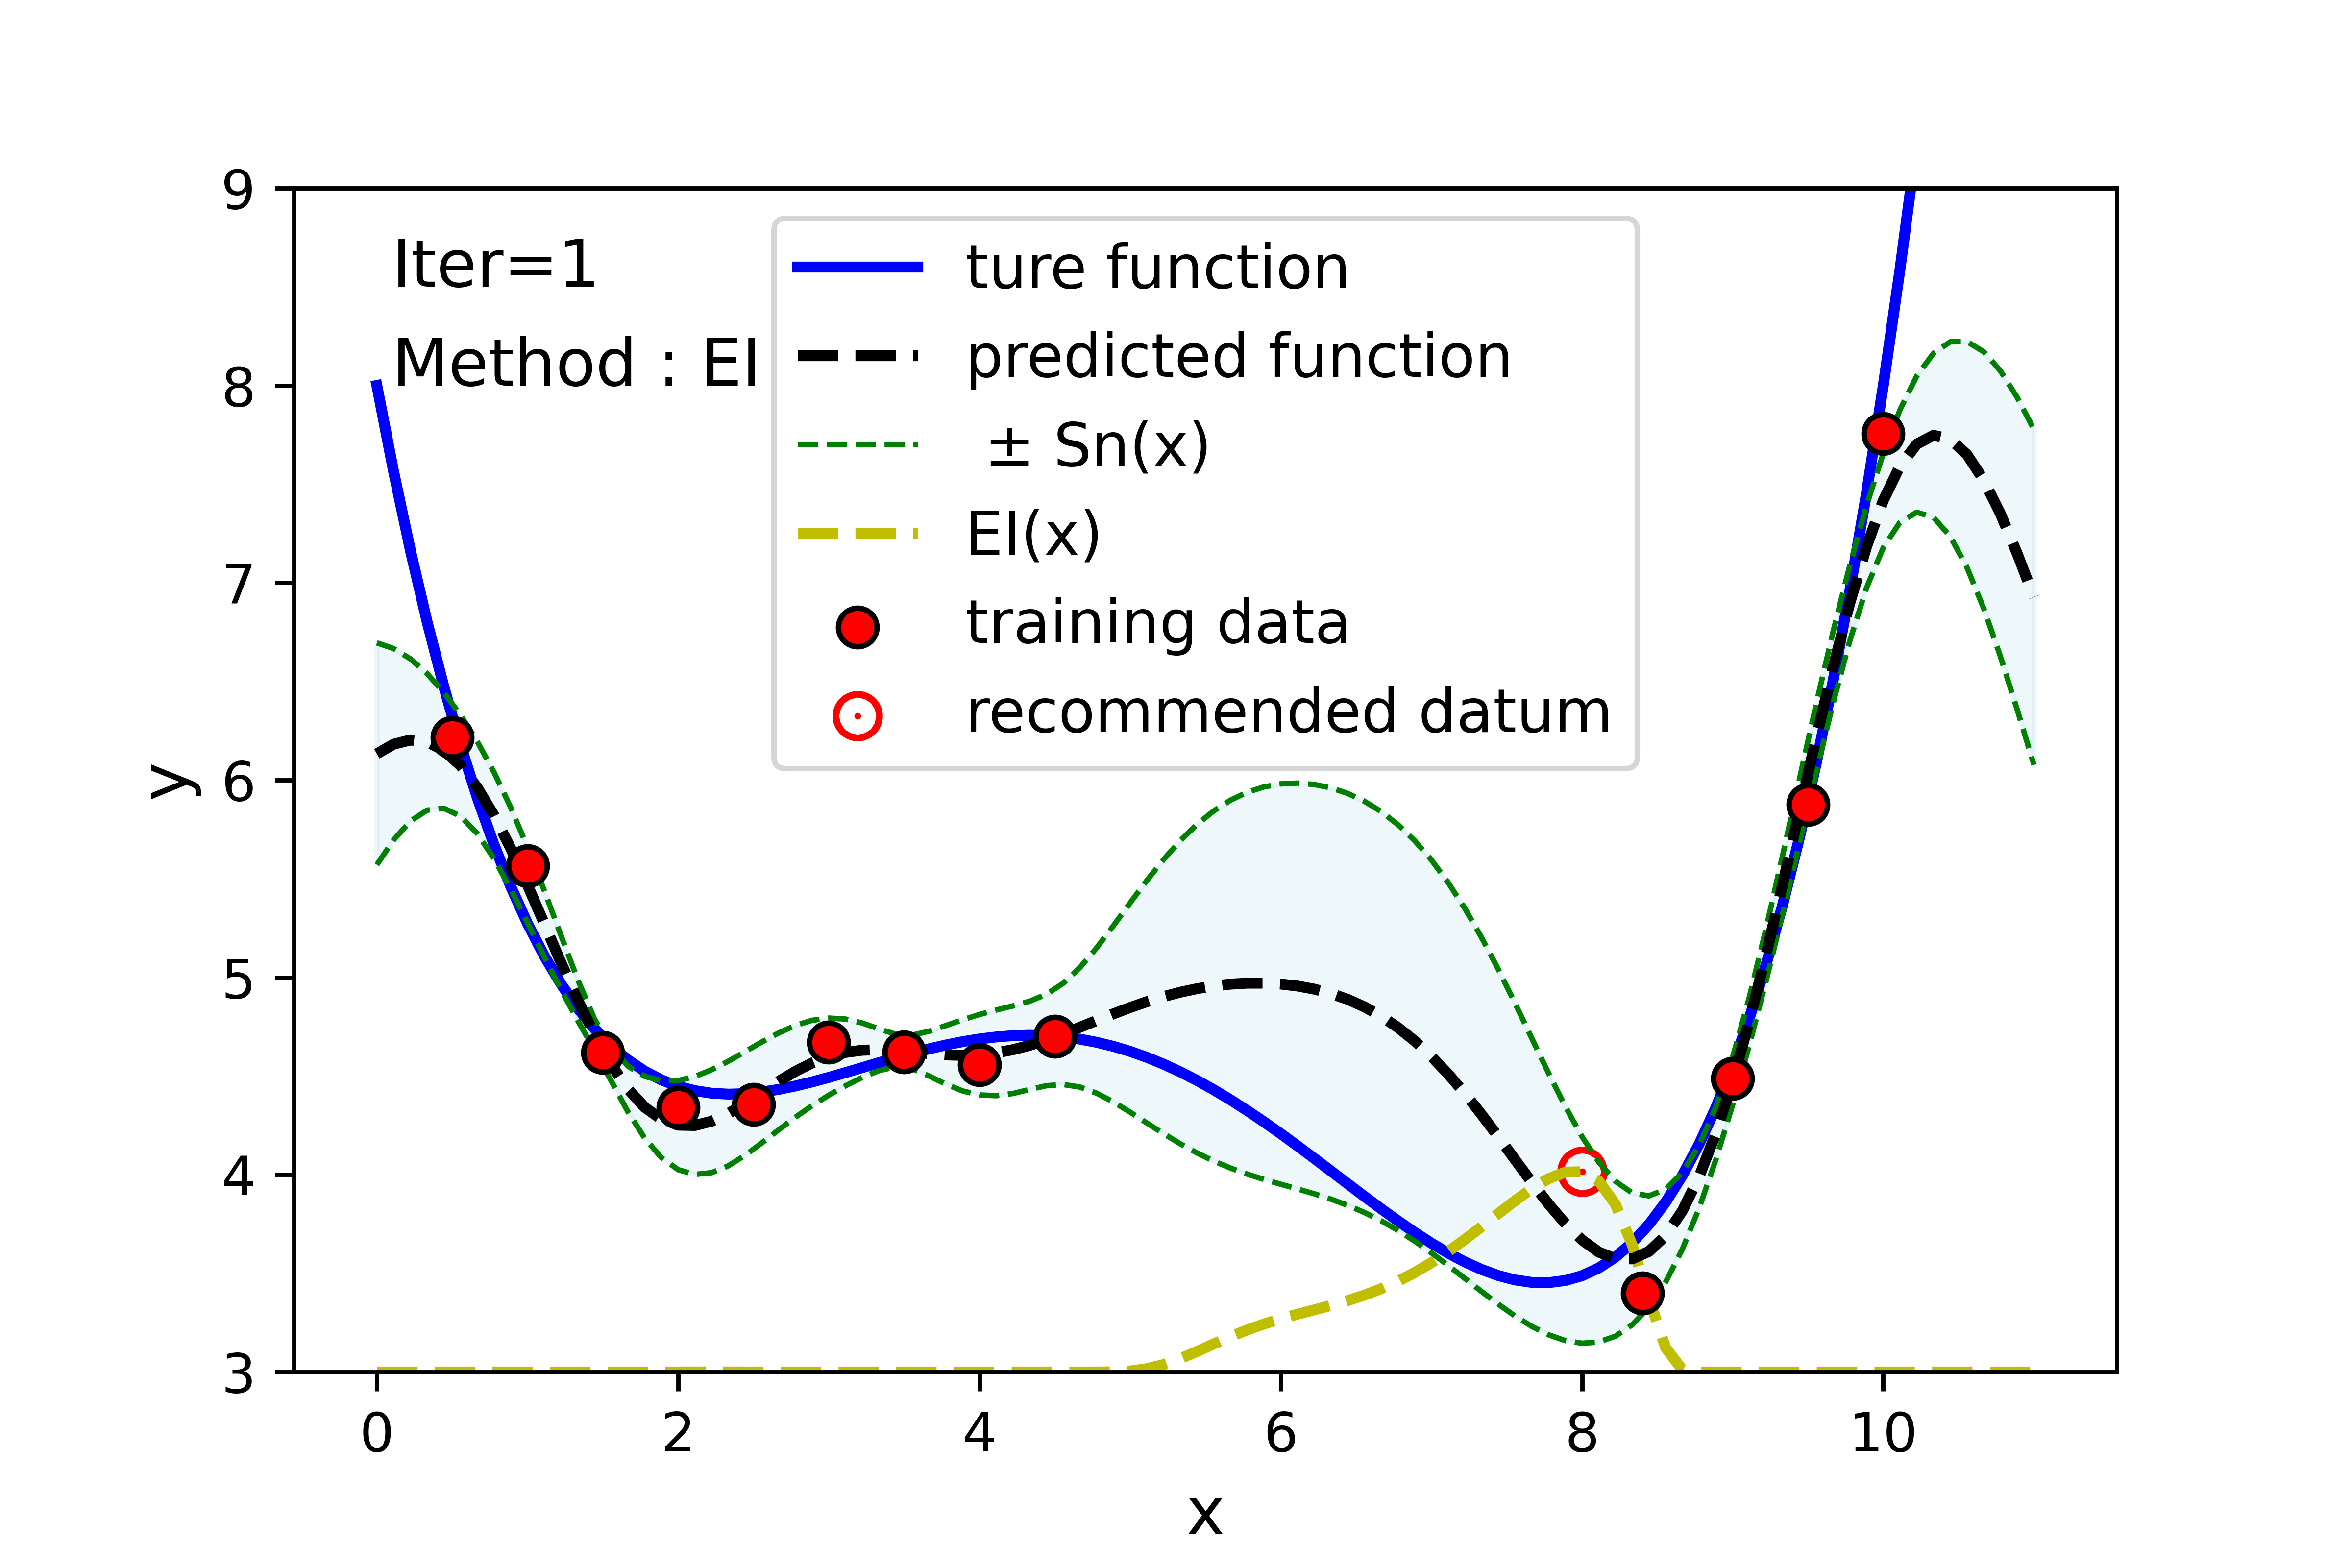 Iter=1
Method : EI
ture function
predicted function
± Sn(x)
EI(x)
training data
recommended datum
9
8
7
6
5
4
3
y
0 2 4 6 8 10
x